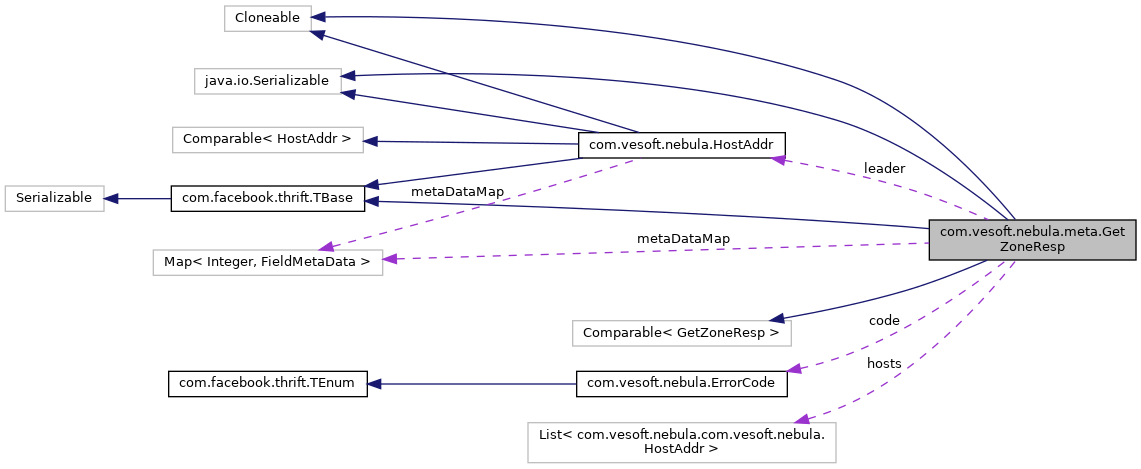 Cloneable
java.io.Serializable
Comparable< HostAddr >
com.vesoft.nebula.HostAddr
leader
metaDataMap
Serializable
com.facebook.thrift.TBase
com.vesoft.nebula.meta.Get
ZoneResp
metaDataMap
Map< Integer, FieldMetaData >
Comparable< GetZoneResp >
code
hosts
com.facebook.thrift.TEnum
com.vesoft.nebula.ErrorCode
List< com.vesoft.nebula.com.vesoft.nebula.
HostAddr >